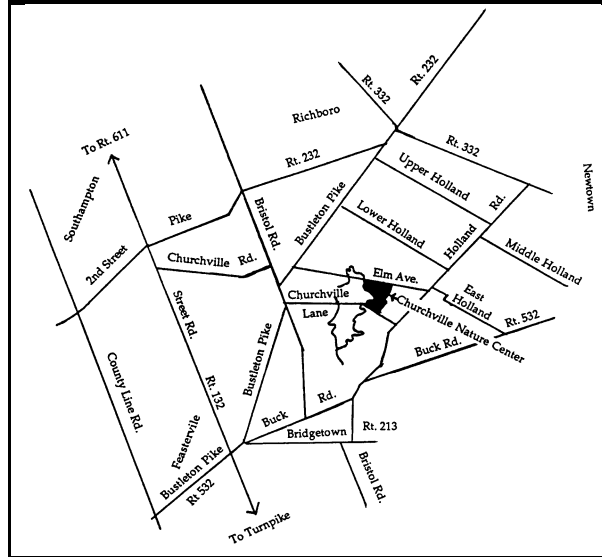 Rt. 232
Rt. 332
Richboro
To Rt. 611
Rt. 232
Rt. 332
Upper Holland
Newtown
Southampton
Pike
Bristol Rd.
Bustleton Pike
Lower Holland
Holland Rd.
Middle Holland
2nd Street
Churchville Rd.
Elm Ave.
Churchville
Lane
East
Holland
Churchville Nature Center
Rt. 532
Street Rd.
Rt. 132
Bustleton Pike
Buck Rd.
County Line Rd.
Buck Rd.
Feasterville
Bridgetown
Rt. 213
Bustleton Pike
Rt 532
Bristol Rd.
To Turnpike